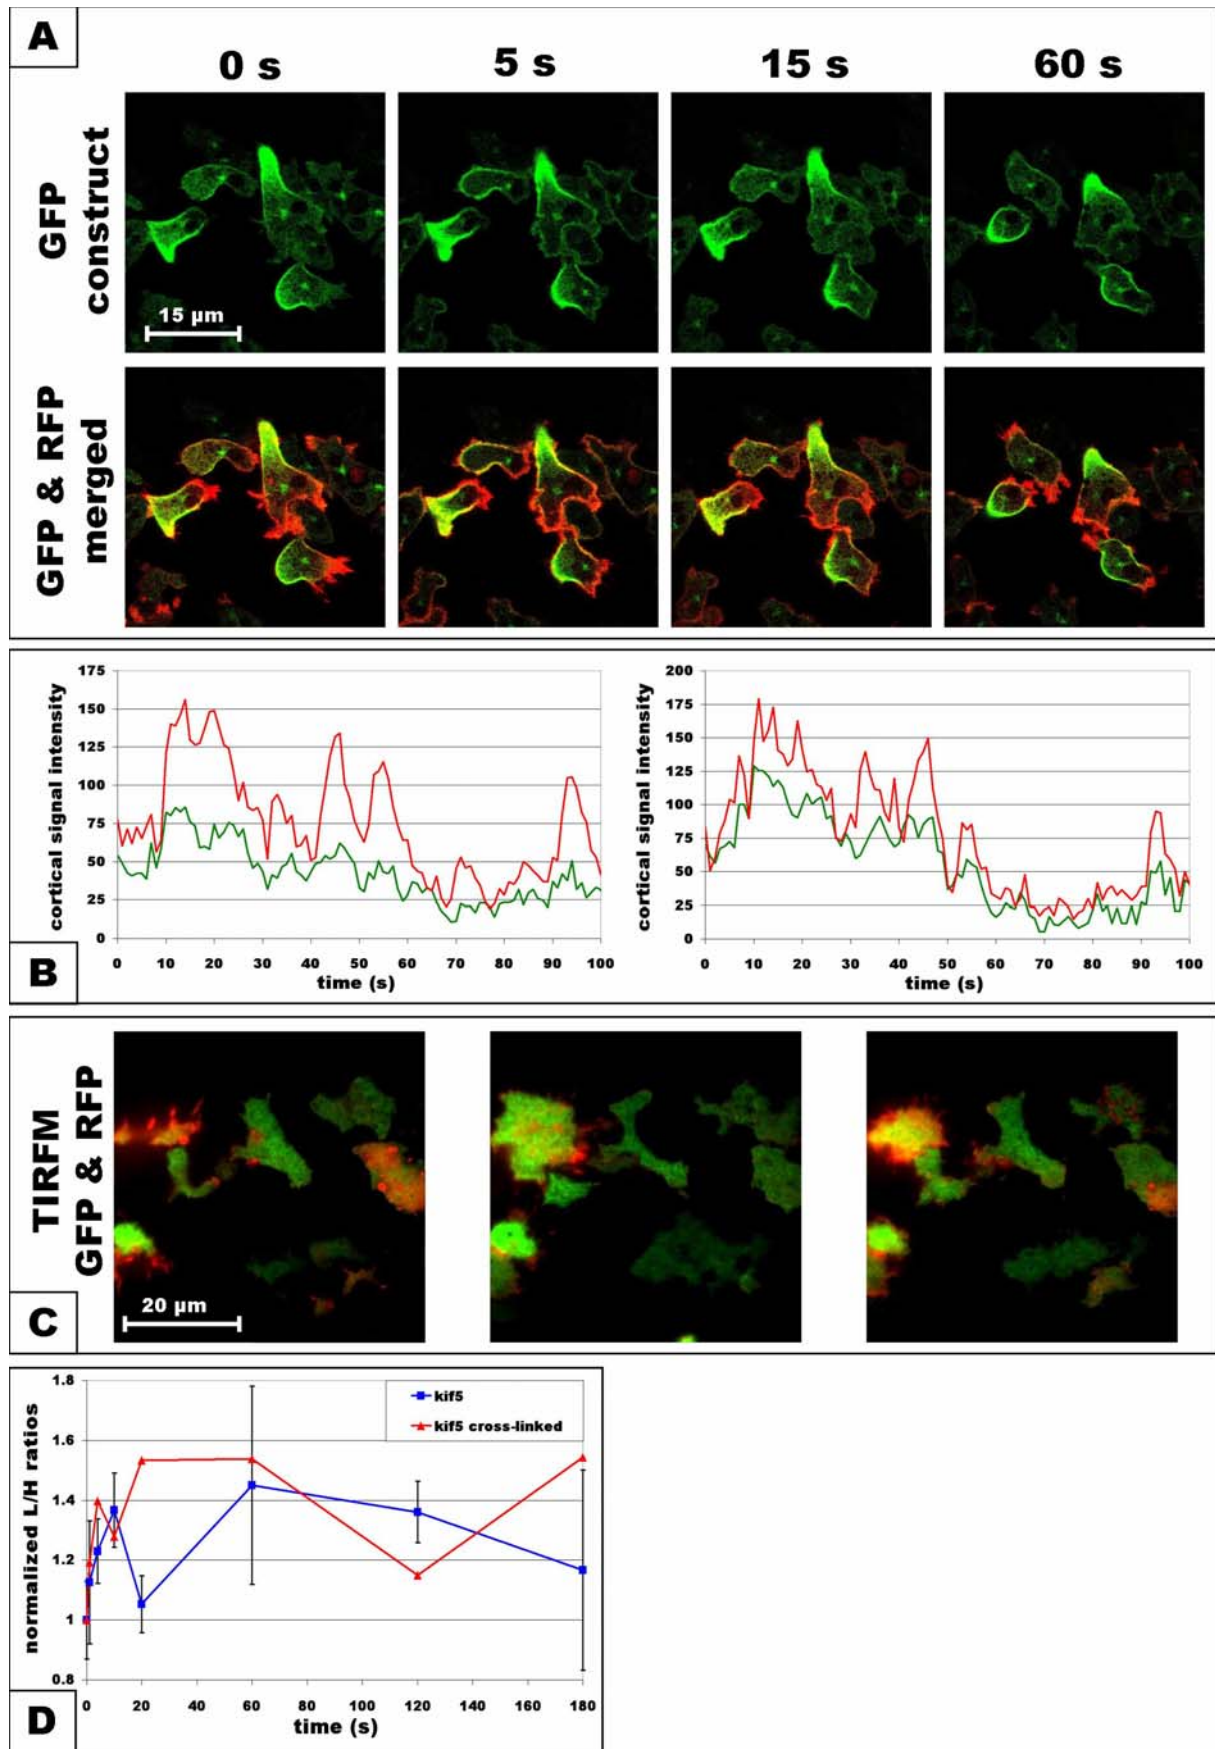 A
0 s 5 s 15 s 60 s
GFP
construct
15 µm
GFP & RFP
merged
B
cortical signal intensity
175
150
125
100
75
50
25
0
0 10 20 30 40 50 60 70 80 90 100
time (s)
cortical signal intensity
200
175
150
125
100
75
50
25
0
0 10 20 30 40 50 60 70 80 90 100
time (s)
C
TIRFM
GFP & RFP
20 µm
D
normalized L/H ratios
1.8
1.6
1.4
1.2
1
0.8
kif5
kif5 cross-linked
0 20 40 60 80 100 120 140 160 180
time (s)